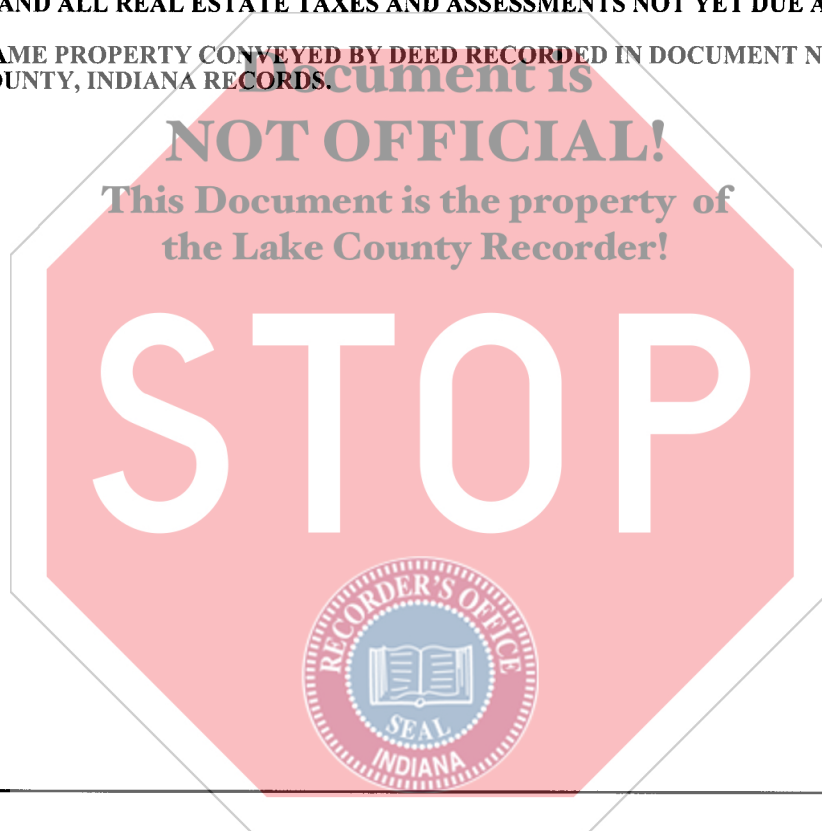 AND ALL REAL ESTATE TAXES AND ASSESSMENTS NOT YET DUE A
AME PROPERTY CONVEYED BY DEED RECORDED IN DOCUMENT N
OUNTY, INDIANA RECORDS.
Document is
NOT OFFICIAL!
This Document is the property of
the Lake County Recorder!
STOP
RECORDER'S OFFICE
SEAL
INDIANA